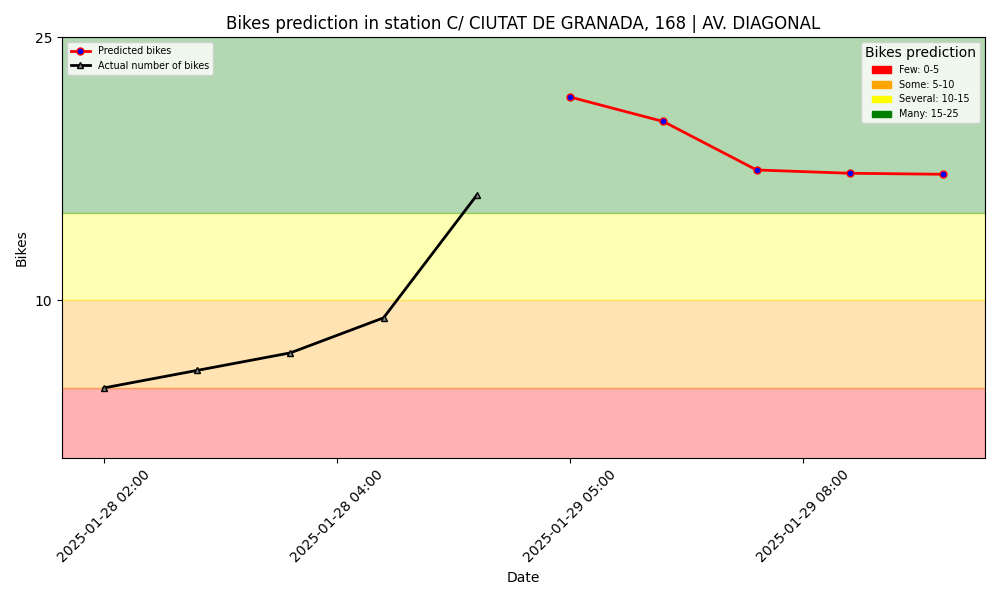 Bikes prediction in station C/ CIUTAT DE GRANADA, 168 | AV. DIAGONAL
25
Predicted bikes
Actual number of bikes
Bikes prediction
Few: 0-5
Some: 5-10
Several: 10-15
Many: 15-25
Bikes
10
2025-01-28 02:00
2025-01-28 04:00
2025-01-29 05:00
2025-01-29 08:00
Date